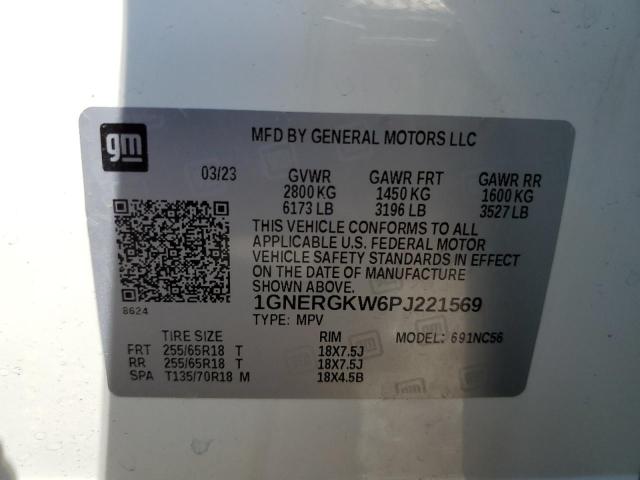 gm
MFD BY GENERAL MOTORS LLC
03/23 GVWR GAWR FRT GAWR RR
2800 KG 1450 KG 1600 KG
6173 LB 3196 LB 3527 LB
THIS VEHICLE CONFORMS TO ALL
APPLICABLE U.S. FEDERAL MOTOR
VEHICLE SAFETY STANDARDS IN EFFECT
ON THE DATE OF MANUFACTURE
SHOWN ABOVE.
8624
1GNERGKW6PJ221569
TYPE: MPV
TIRE SIZE RIM MODEL: 691NC56
FRT 255/65R18 T 18X7.5J
RR 255/65R18 T 18X7.5J
SPA T135/70R18 M 18X4.5B